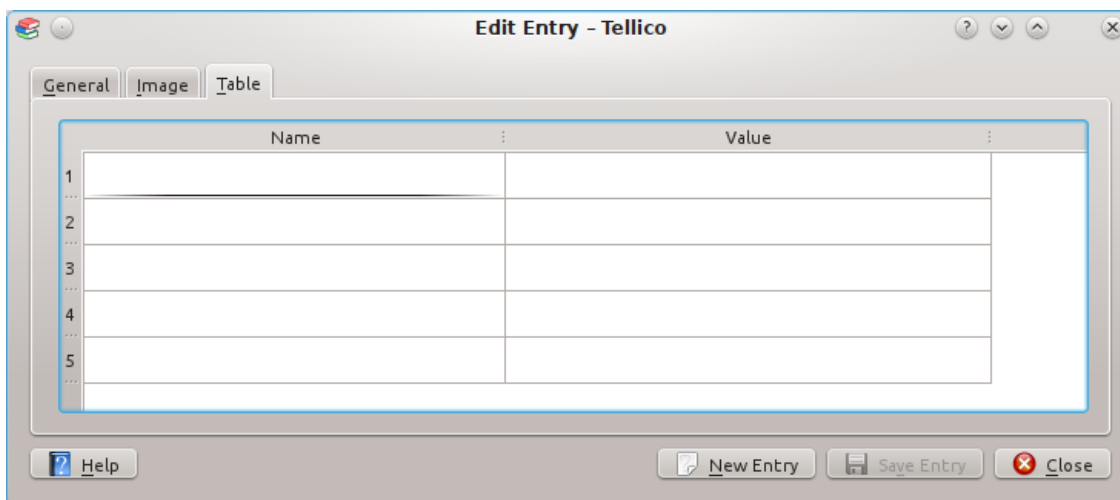 Edit Entry – Tellico
General Image Table
Name Value
1
2
3
4
5
Help New Entry Save Entry Close